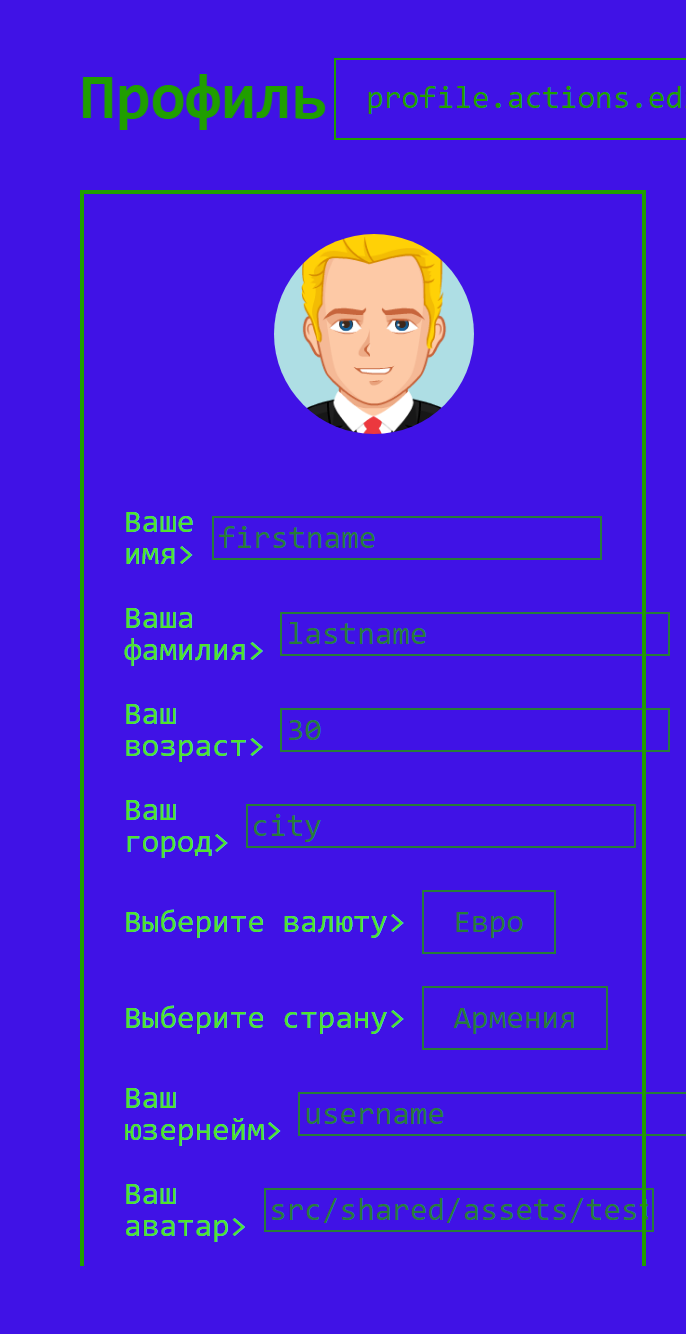 Профиль profile.actions.ed
Ваше
имя> firstname
Ваша
фамилия> lastname
Ваш
возраст> 30
Ваш
город> city
Выберите валюту> Евро
Выберите страну> Армения
Ваш
юзернейм> username
Ваш
аватар> src/shared/assets/test